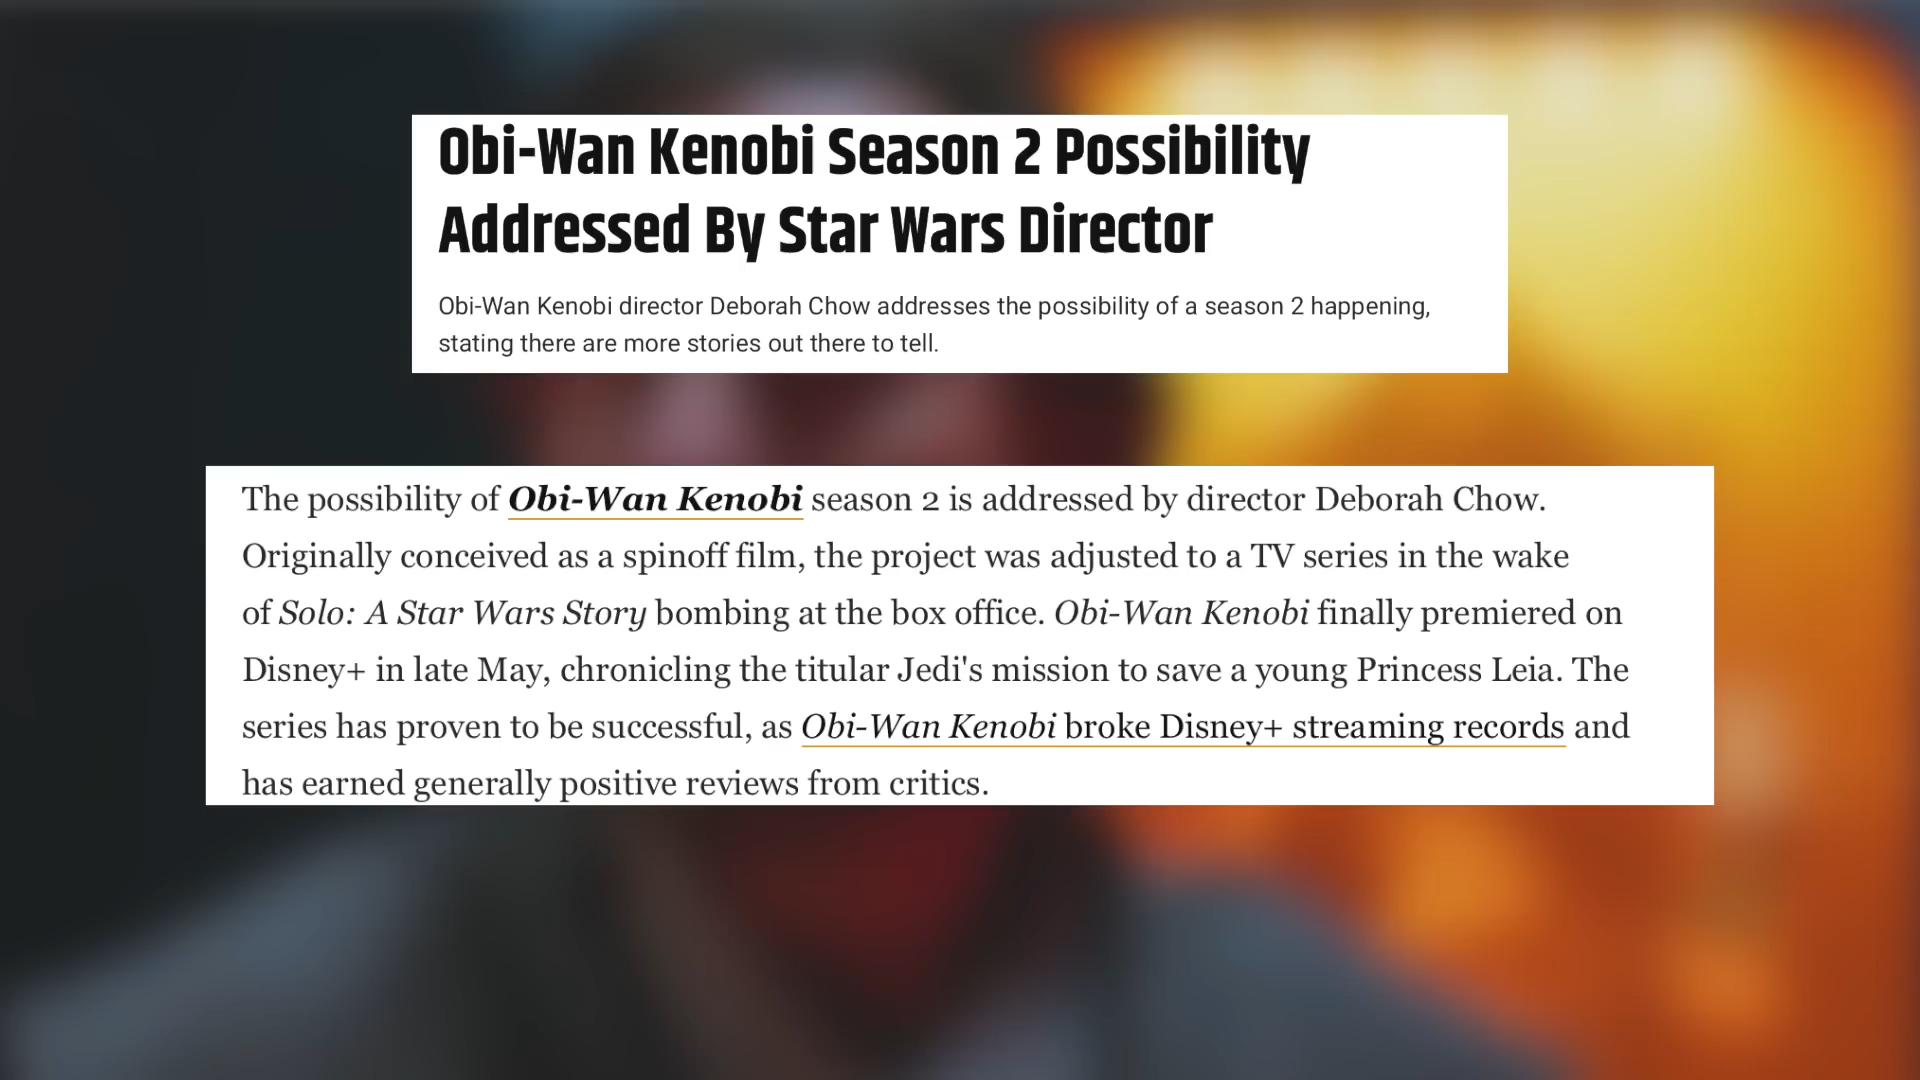 Obi-Wan Kenobi Season 2 Possibility
Addressed By Star Wars Director
Obi-Wan Kenobi director Deborah Chow addresses the possibility of a season 2 happening,
stating there are more stories out there to tell.
The possibility of Obi-Wan Kenobi season 2 is addressed by director Deborah Chow.
Originally conceived as a spinoff film, the project was adjusted to a TV series in the wake
of Solo: A Star Wars Story bombing at the box office. Obi-Wan Kenobi finally premiered on
Disney+ in late May, chronicling the titular Jedi's mission to save a young Princess Leia. The
series has proven to be successful, as Obi-Wan Kenobi broke Disney+ streaming records and
has earned generally positive reviews from critics.